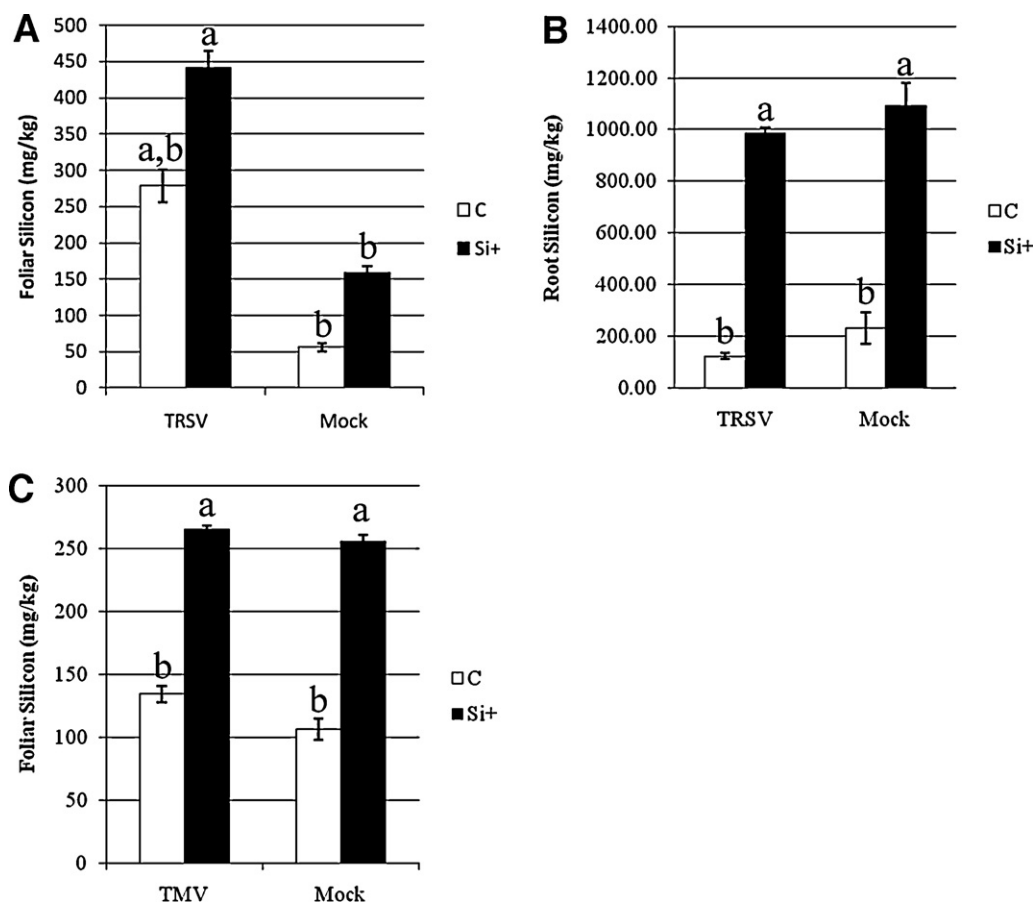 A
Foliar Silicon (mg/kg)
500
450
400
350
300
250
200
150
100
50
0
a,b
a
b
b
TRSV
Mock
C
Si+
B
Root Silicon (mg/kg)
1400.00
1200.00
1000.00
800.00
600.00
400.00
200.00
0.00
b
a
b
a
TRSV
Mock
C
Si+
C
Foliar Silicon (mg/kg)
300
250
200
150
100
50
0
b
a
b
a
TMV
Mock
C
Si+